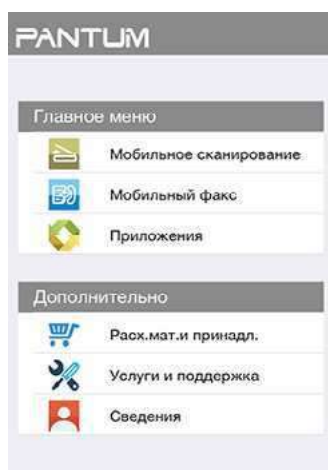 PANTUM
Главное меню
Мобильное сканирование
Мобильный факс
Приложения
Дополнительно
Расх.мат.и принадл.
Услуги и поддержка
Сведения